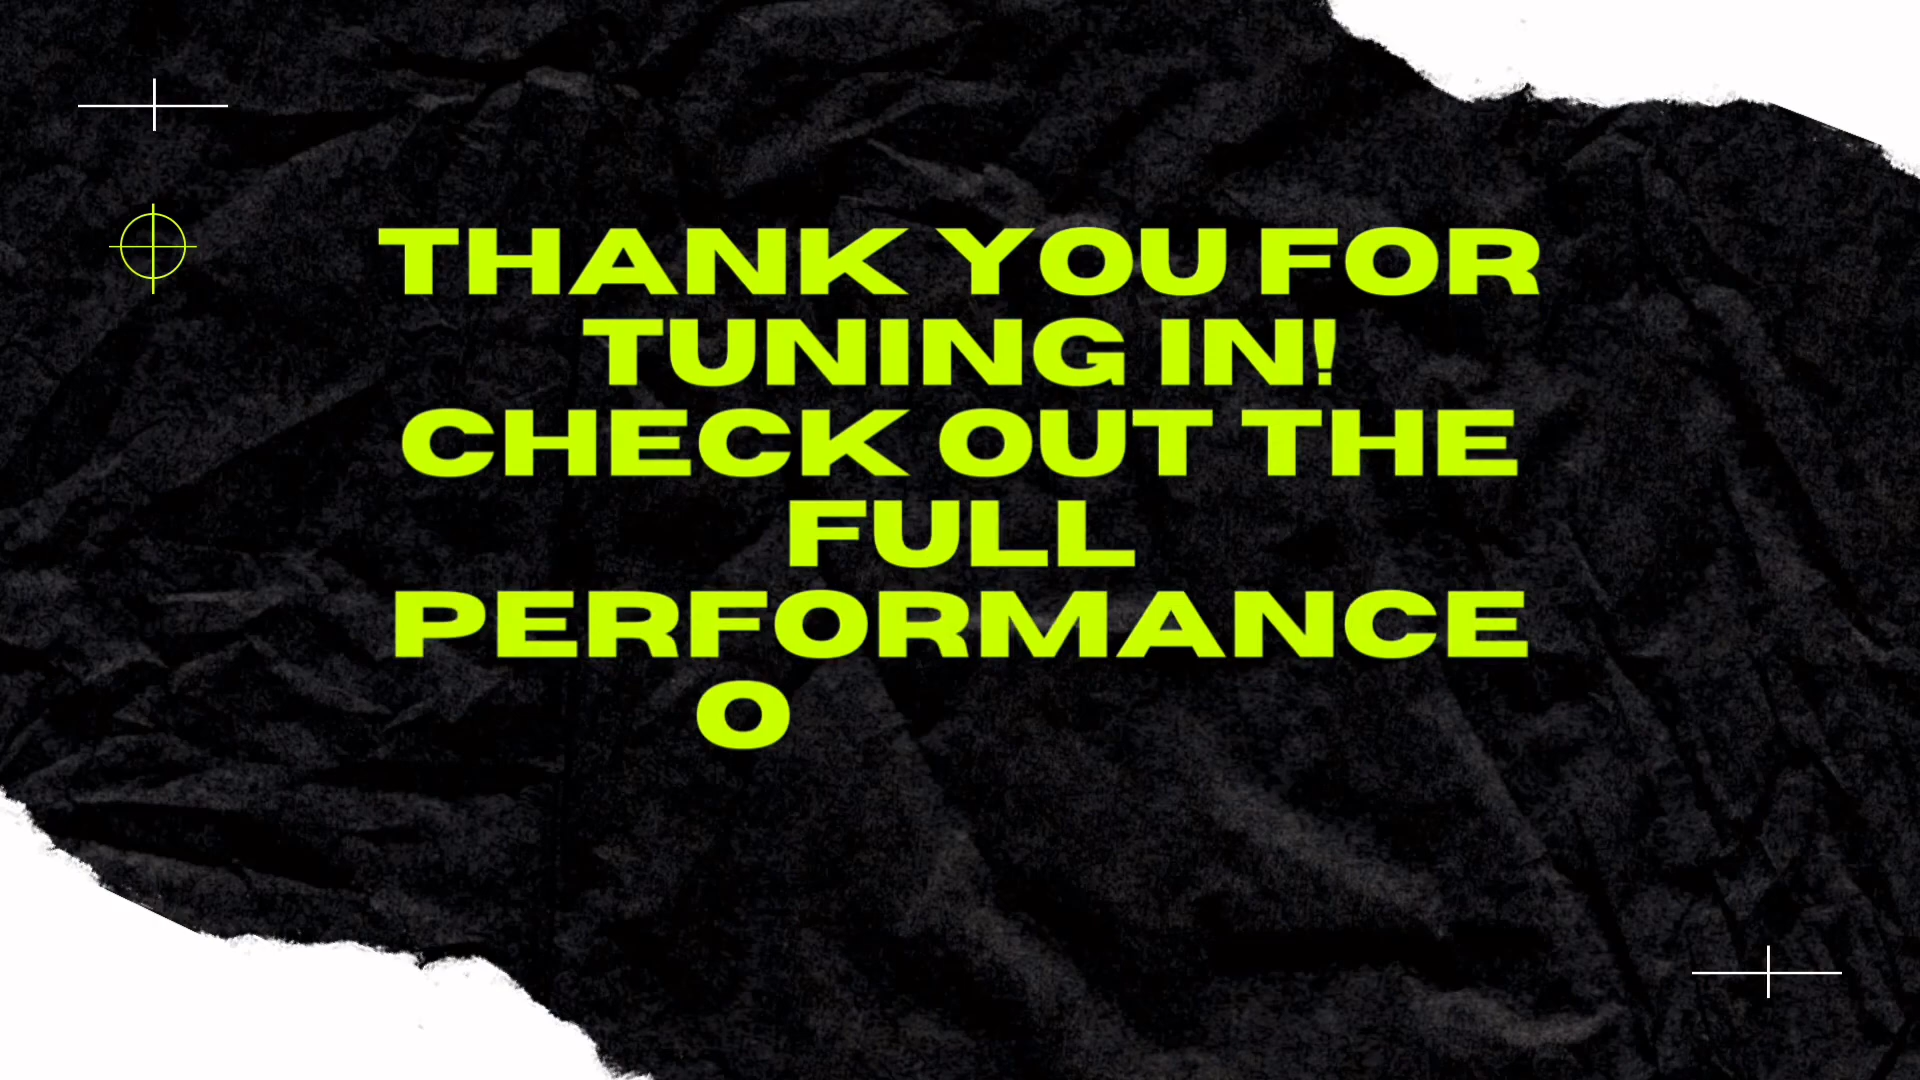 THANK YOU FOR
TUNING IN!
CHECK OUT THE
FULL
PERFORMANCE
O